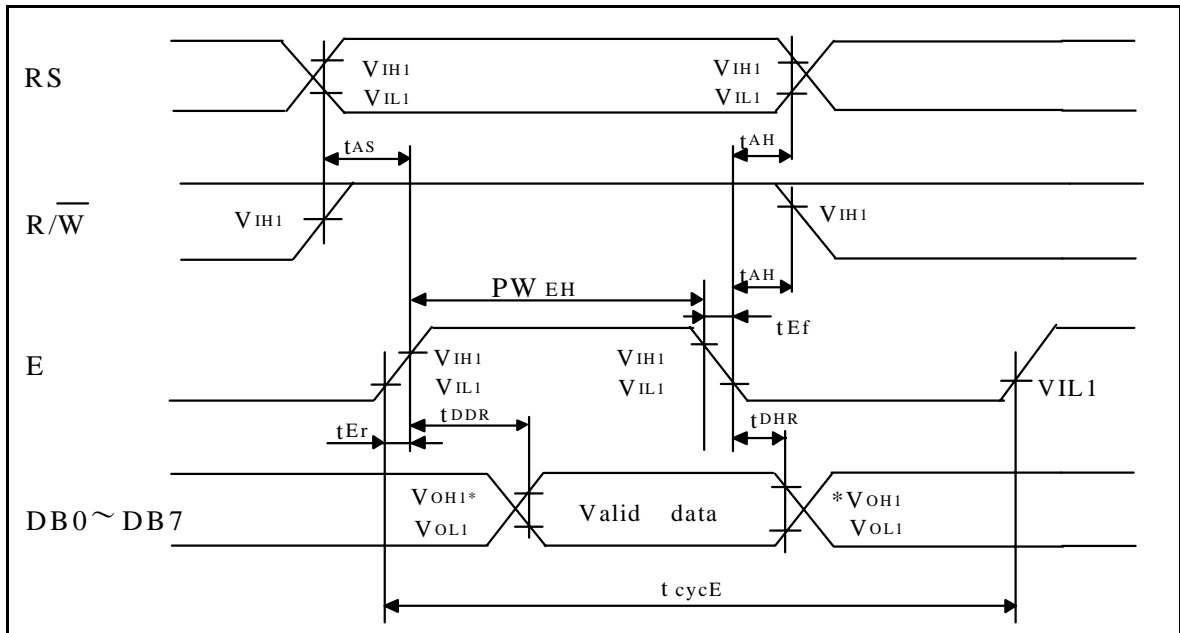 RS
VIH1 VIH1
VIL1 VIL1
tAS tAH
R/W̅
VIH1 VIH1
tAH
PW EH
tEf
E
VIH1 VIH1
VIL1 VIL1 VIL1
tDDR tDHR
tEr
DB0～DB7
VOH1* Valid data *VOH1
VOL1 VOL1
t cycE